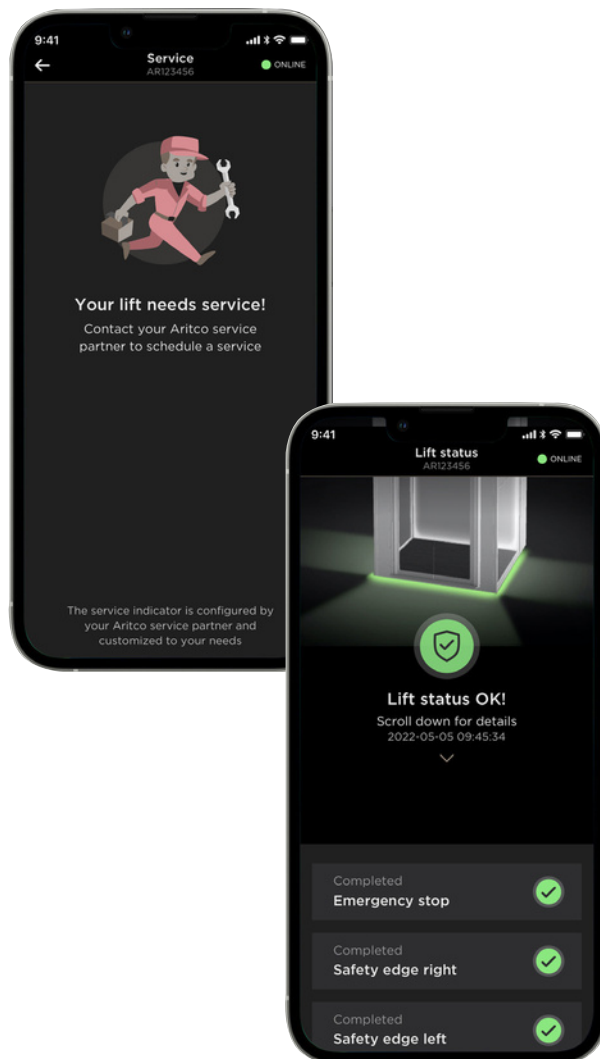 9:41
Service
AR123456
ONLINE
Your lift needs service!
Contact your Aritco service
partner to schedule a service
The service indicator is configured by
your Aritco service partner and
customized to your needs
9:41
Lift status
AR123456
ONLINE
Lift status OK!
Scroll down for details
2022-05-05 09:45:34
Completed
Emergency stop
Completed
Safety edge right
Completed
Safety edge left